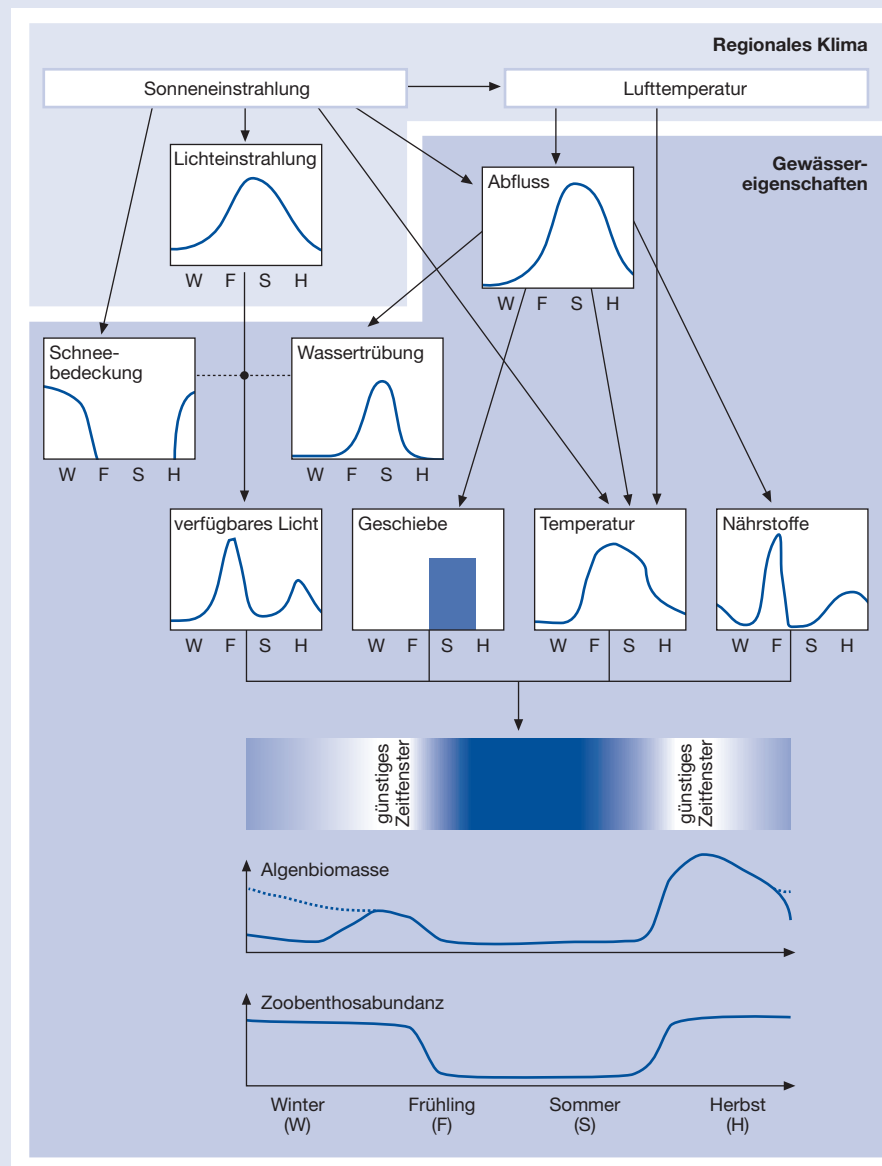 Regionales Klima
Sonneneinstrahlung
Lufttemperatur
Lichteinstrahlung
W F S H
Gewässer-
eigenschaften
Abfluss
W F S H
Schnee-
bedeckung
W F S H
Wassertrübung
W F S H
verfügbares Licht
W F S H
Geschiebe
W F S H
Temperatur
W F S H
Nährstoffe
W F S H
günstiges
Zeitfenster
günstiges
Zeitfenster
Algenbiomasse
Zoobenthosabundanz
Winter
(W)
Frühling
(F)
Sommer
(S)
Herbst
(H)